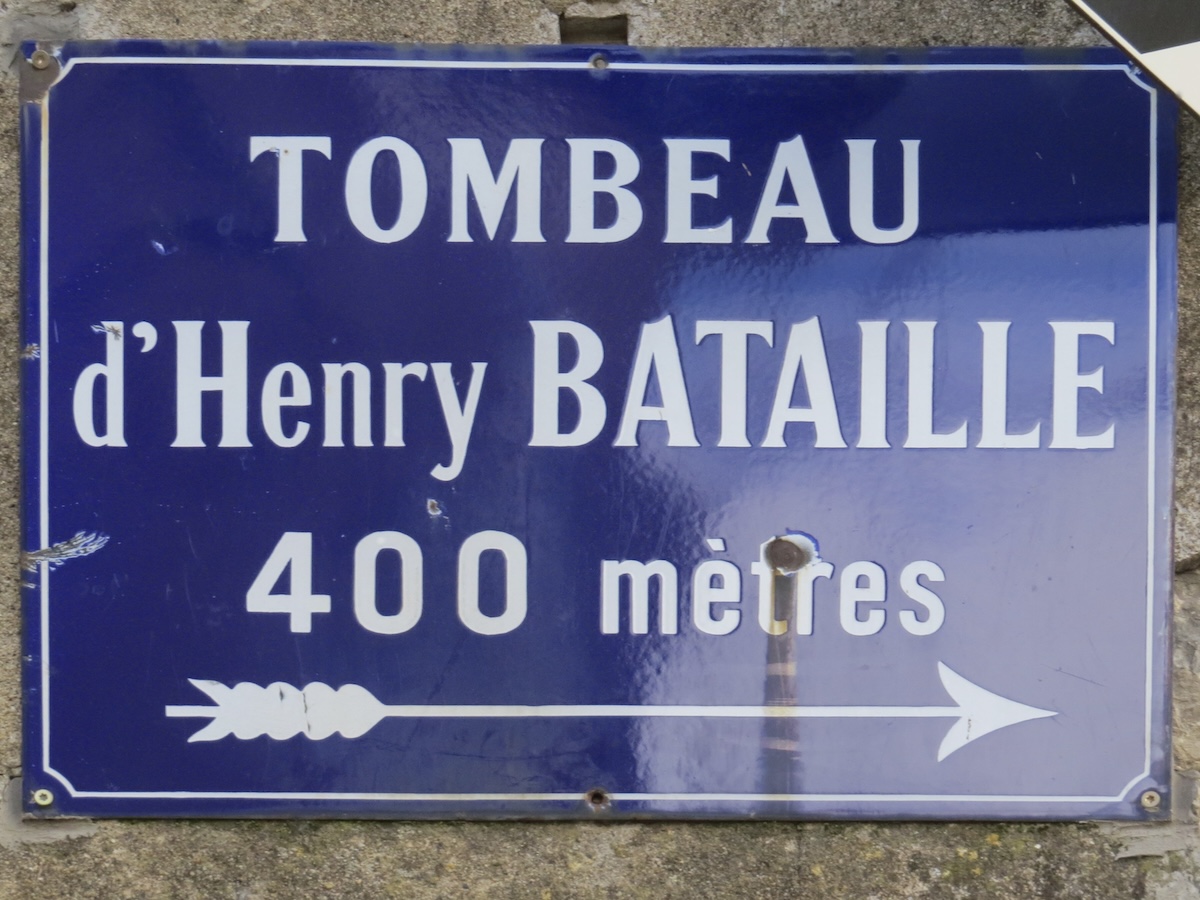 TOMBEAU
d'Henry BATAILLE
400 mètres